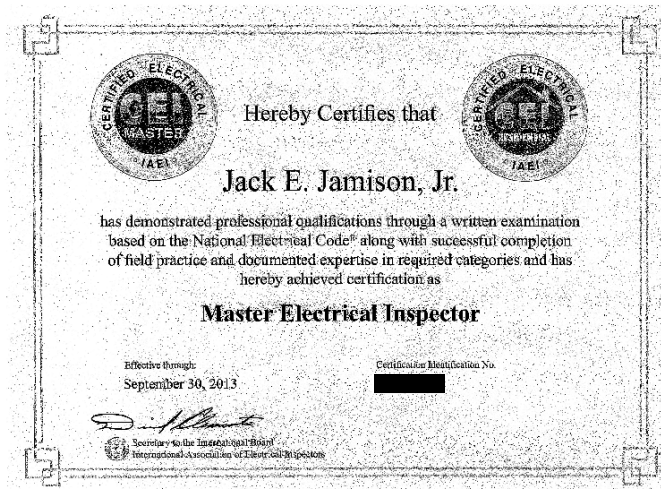 CERTIFIED ELECTRICAL
CEI
MASTER
IAEI
CERTIFIED ELECTRICAL
CEI
RESIDENTIAL
IAEI
Hereby Certifies that
Jack E. Jamison, Jr.
has demonstrated professional qualifications through a written examination
based on the National Electrical Code® along with successful completion
of field practice and documented expertise in required categories and has
hereby achieved certification as
Master Electrical Inspector
Effective through:
September 30, 2013
Certification Identification No.
Secretary to the International Board
International Association of Electrical Inspectors